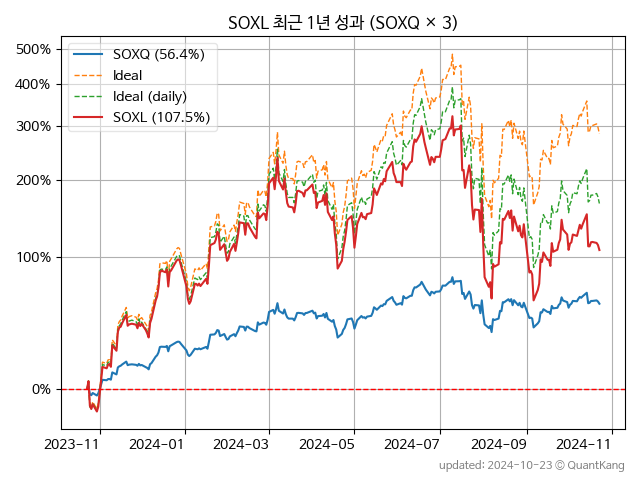 SOXL 최근 1년 성과 (SOXQ × 3)
500%
400%
300%
200%
100%
0%
SOXQ (56.4%)
Ideal
Ideal (daily)
SOXL (107.5%)
2023-11
2024-01
2024-03
2024-05
2024-07
2024-09
2024-11
updated: 2024-10-23 © QuantKang